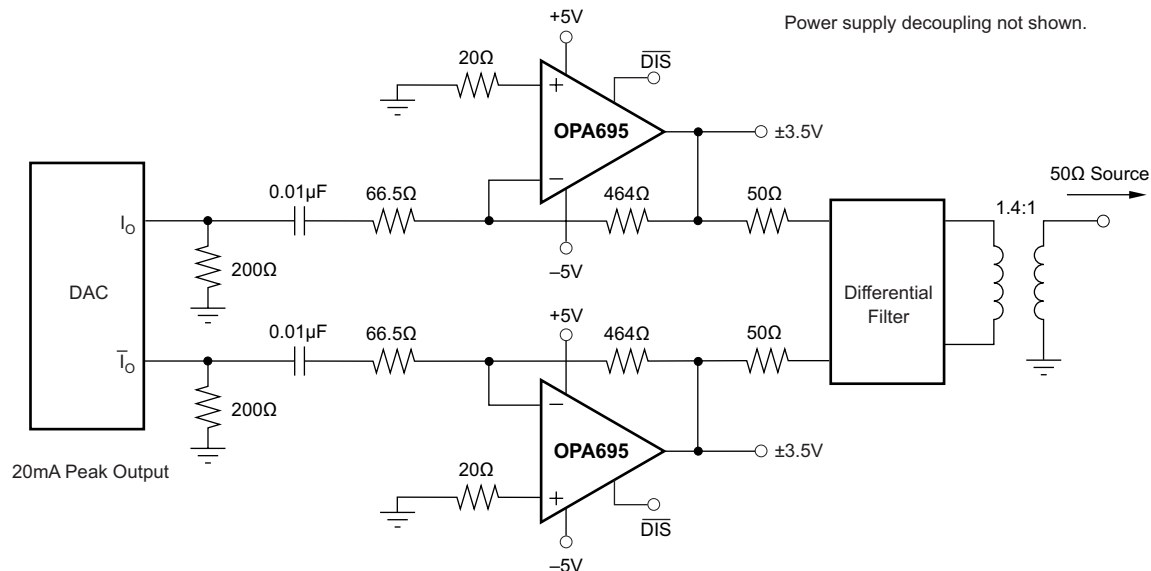 Power supply decoupling not shown.
+5V
20Ω
DIS
+
OPA695
−
±3.5V
50Ω Source
0.01µF
66.5Ω
464Ω
50Ω
1.4:1
IO
–5V
200Ω
DAC
Differential
Filter
+5V
0.01µF
66.5Ω
464Ω
50Ω
IO
−
200Ω
OPA695
±3.5V
20mA Peak Output
20Ω
+
DIS
–5V